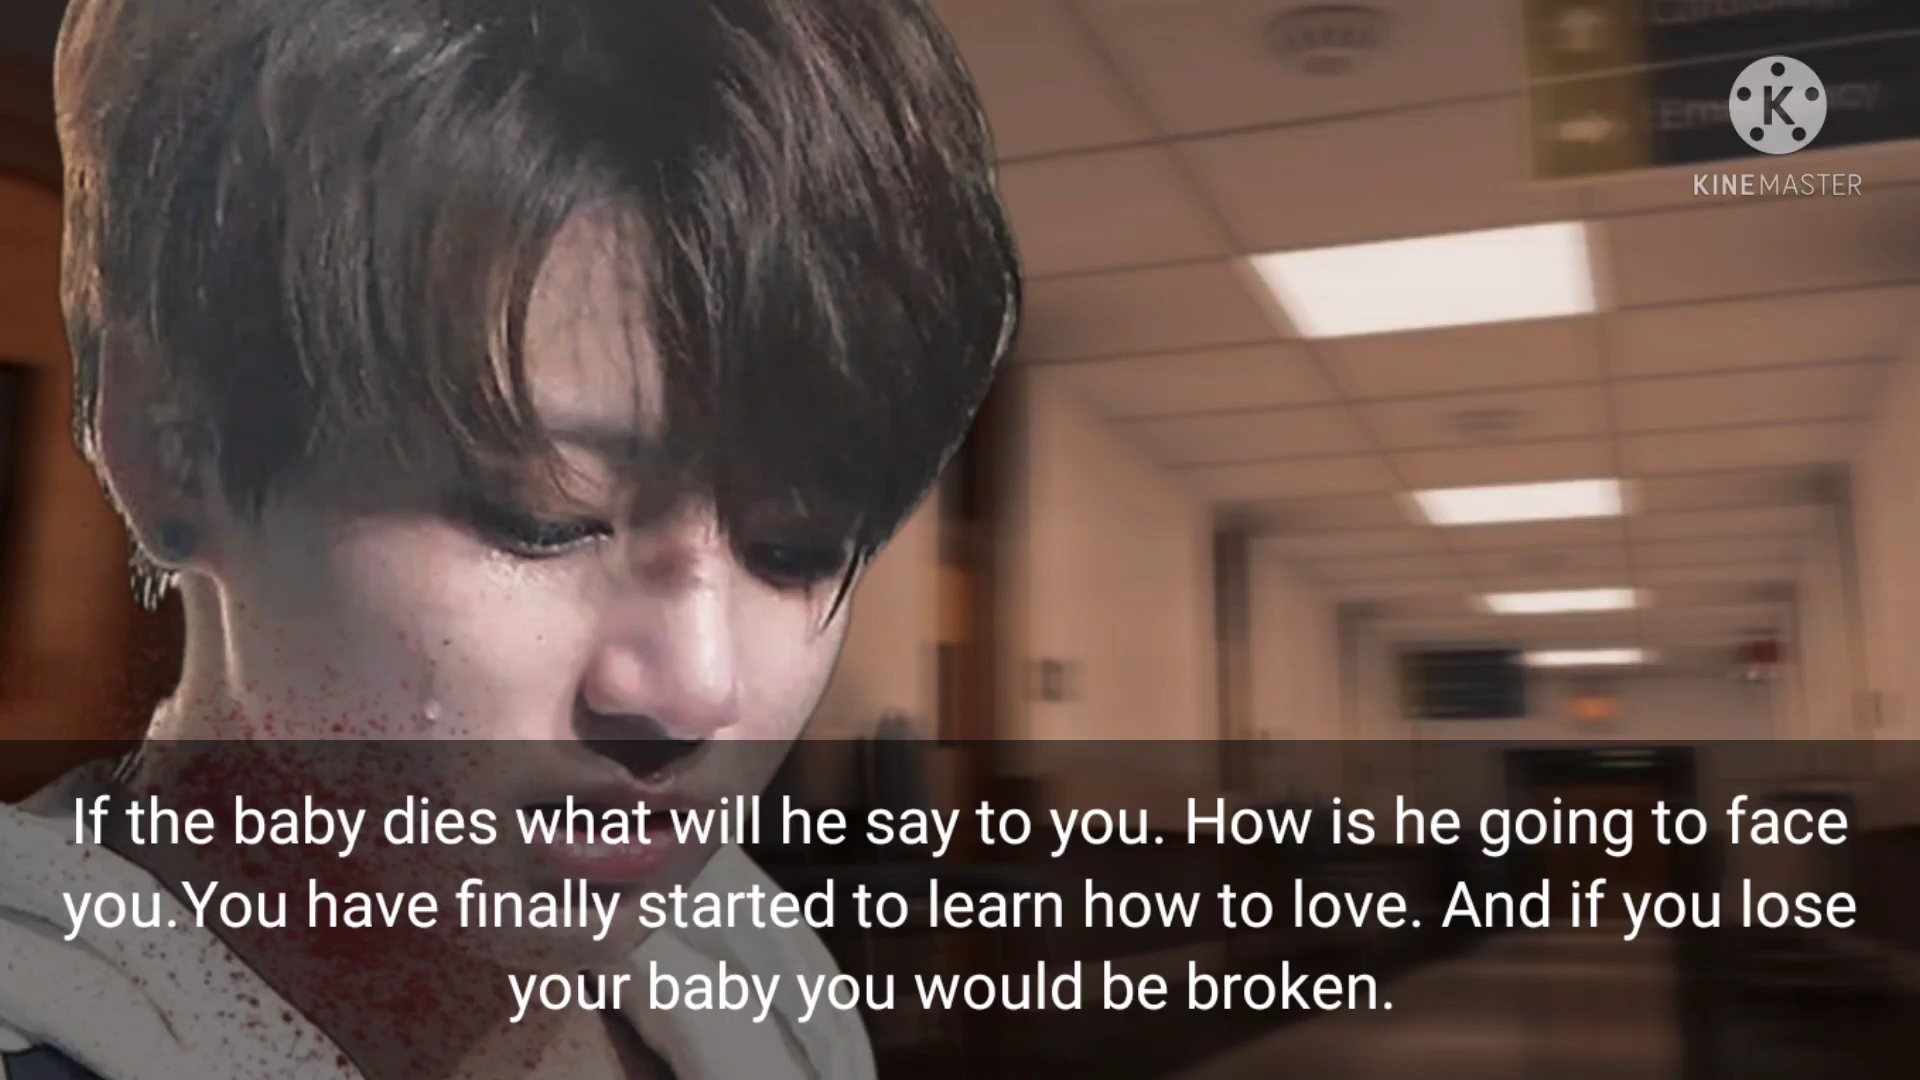 K
KINEMASTER
If the baby dies what will he say to you. How is he going to face
you.You have finally started to learn how to love. And if you lose
your baby you would be broken.